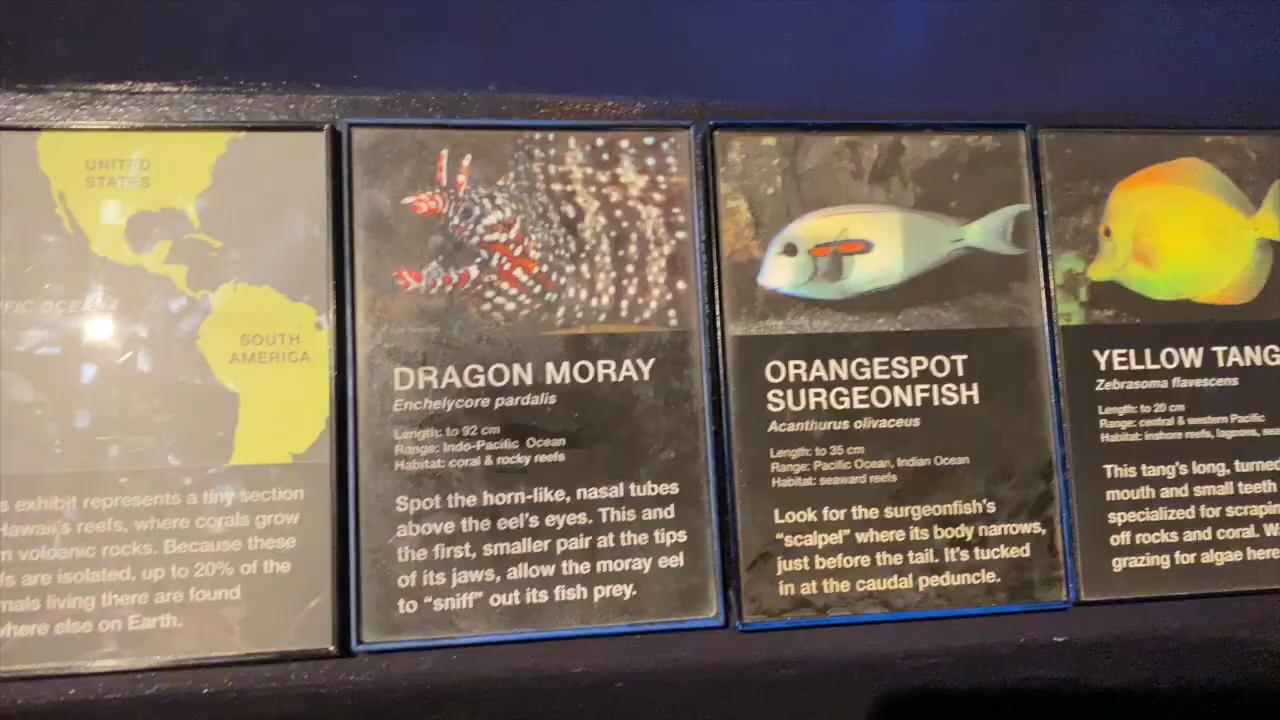 UNITED
STATES
SOUTH
AMERICA
exhibit represents a tiny section
Hawaii's reefs, where corals grow
volcanic rocks. Because these
are isolated, up to 20% of the
living there are found
else on Earth.
DRAGON MORAY
Enchelycore pardalis
Length: to 92 cm
Range: Indo-Pacific Ocean
Habitat: coral & rocky reefs
Spot the horn-like, nasal tubes
above the eel's eyes. This and
the first, smaller pair at the tips
of its jaws, allow the moray eel
to “sniff” out its fish prey.
ORANGESPOT
SURGEONFISH
Acanthurus olivaceus
Length: to 35 cm
Range: Pacific Ocean, Indian Ocean
Habitat: seaward reefs
Look for the surgeonfish's
“scalpel” where its body narrows,
just before the tail. It's tucked
in at the caudal peduncle.
YELLOW TANG
Zebrasoma flavescens
Length: to 20 cm
Range: central & western Pacific
Habitat: inshore reefs, lagoons,
This tang's long, turned
mouth and small teeth
specialized for
off rocks and coral.
grazing for algae here